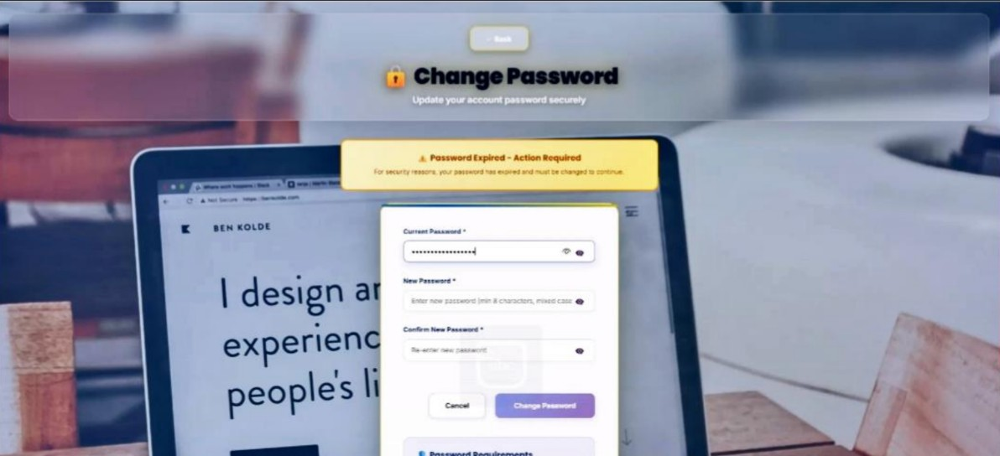 ← Back
🔒 Change Password
Update your account password securely
⚠ Password Expired - Action Required
For security reasons, your password has expired and must be changed to continue.
BEN KOLDE
I design an
experienc
people's li
Current Password *
New Password *
Enter new password (min 8 characters, mixed case
Confirm New Password *
Re-enter new password
Cancel
Change Password
Password Requirements